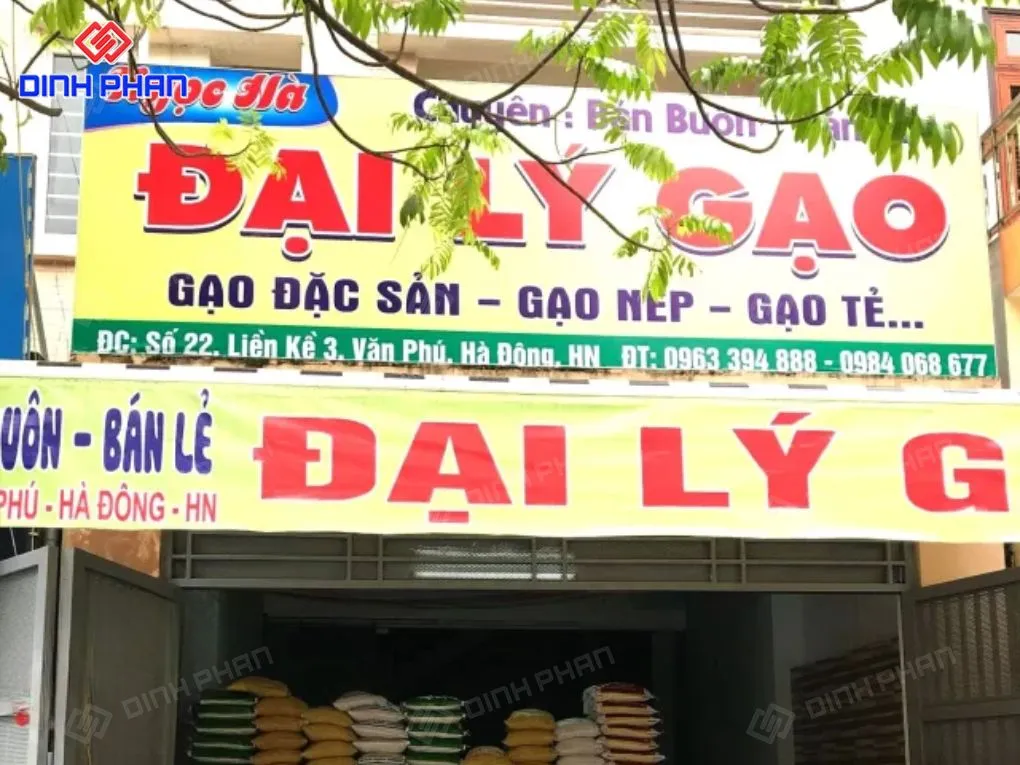 DINH PHAN
Ngọc Hà
Chuyên : Bán Buôn
ĐẠI LÝ GẠO
GẠO ĐẶC SẢN – GẠO NẾP – GẠO TẺ...
ĐC: Số 22, Liền Kề 3, Văn Phú, Hà Đông, HN ĐT: 0963 394 888 - 0984 068 677
UÔN - BÁN LẺ
PHÚ - HÀ ĐÔNG - HN
ĐẠI LÝ G